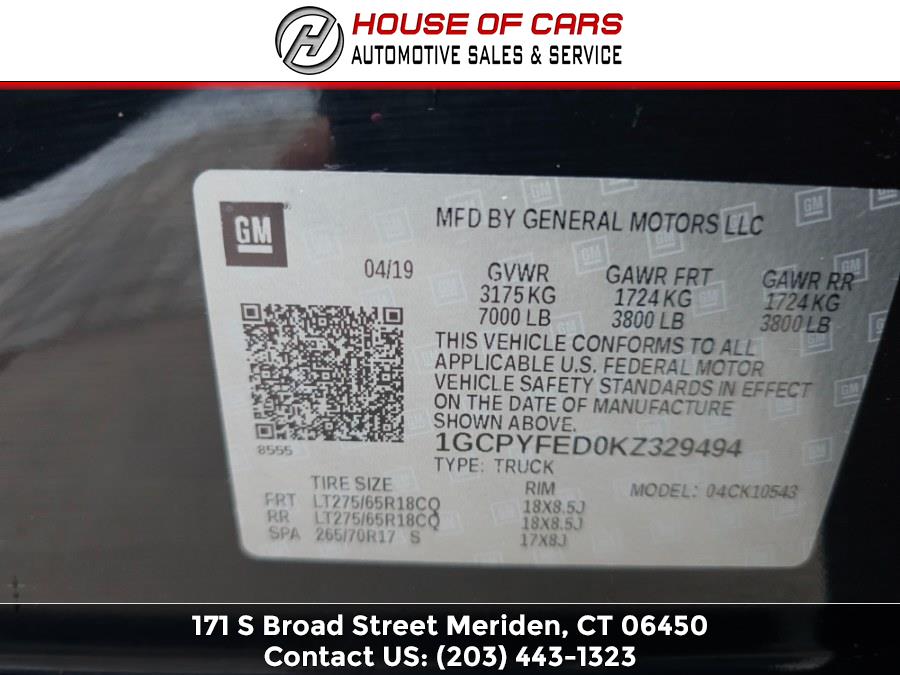 HOUSE OF CARS
AUTOMOTIVE SALES & SERVICE
GM
MFD BY GENERAL MOTORS LLC
04/19
GVWR GAWR FRT GAWR RR
3175 KG 1724 KG 1724 KG
7000 LB 3800 LB 3800 LB
THIS VEHICLE CONFORMS TO ALL
APPLICABLE U.S. FEDERAL MOTOR
VEHICLE SAFETY STANDARDS IN EFFECT
ON THE DATE OF MANUFACTURE
SHOWN ABOVE.
8555
1GCPYFED0KZ329494
TYPE: TRUCK
TIRE SIZE RIM MODEL: 04CK10543
FRT LT275/65R18CQ 18X8.5J
RR LT275/65R18CQ 18X8.5J
SPA 265/70R17 S 17X8J
171 S Broad Street Meriden, CT 06450
Contact US: (203) 443-1323